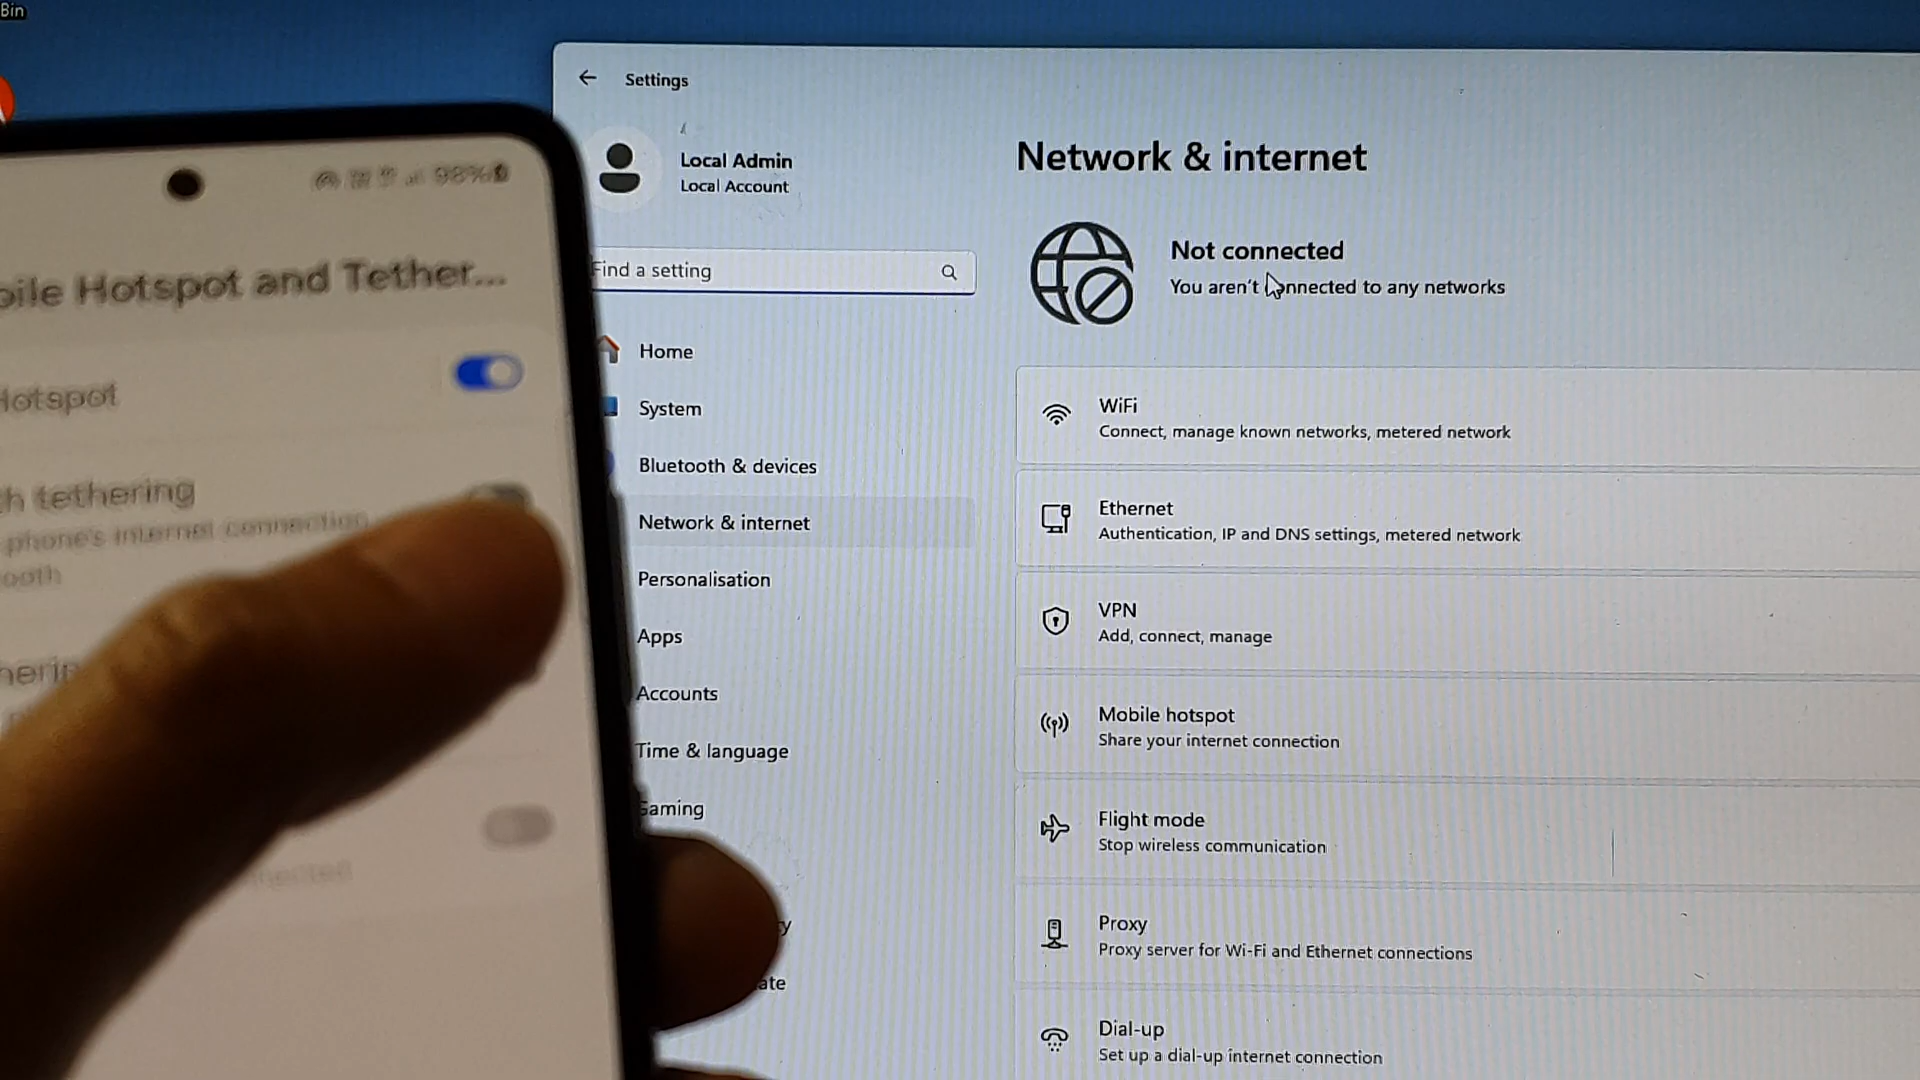 Bin
98%
bile Hotspot and Tether...
Hotspot
h tethering
phone's internet connection
ooth
Settings
Local Admin
Local Account
Find a setting
Home
System
Bluetooth & devices
Network & internet
Personalisation
Apps
Accounts
Time & language
Gaming
y
ate
Network & internet
Not connected
You aren't connected to any networks
WiFi
Connect, manage known networks, metered network
Ethernet
Authentication, IP and DNS settings, metered network
VPN
Add, connect, manage
Mobile hotspot
Share your internet connection
Flight mode
Stop wireless communication
Proxy
Proxy server for Wi-Fi and Ethernet connections
Dial-up
Set up a dial-up internet connection